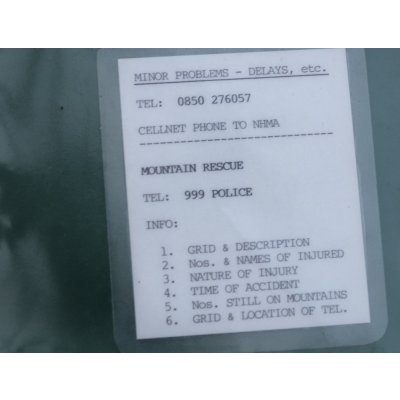 MINOR PROBLEMS - DELAYS, etc.
TEL: 0850 276057
CELLNET PHONE TO NHMA
------------------------------
MOUNTAIN RESCUE
TEL: 999 POLICE
INFO:
1. GRID & DESCRIPTION
2. Nos. & NAMES OF INJURED
3. NATURE OF INJURY
4. TIME OF ACCIDENT
5. Nos. STILL ON MOUNTAINS
6. GRID & LOCATION OF TEL.